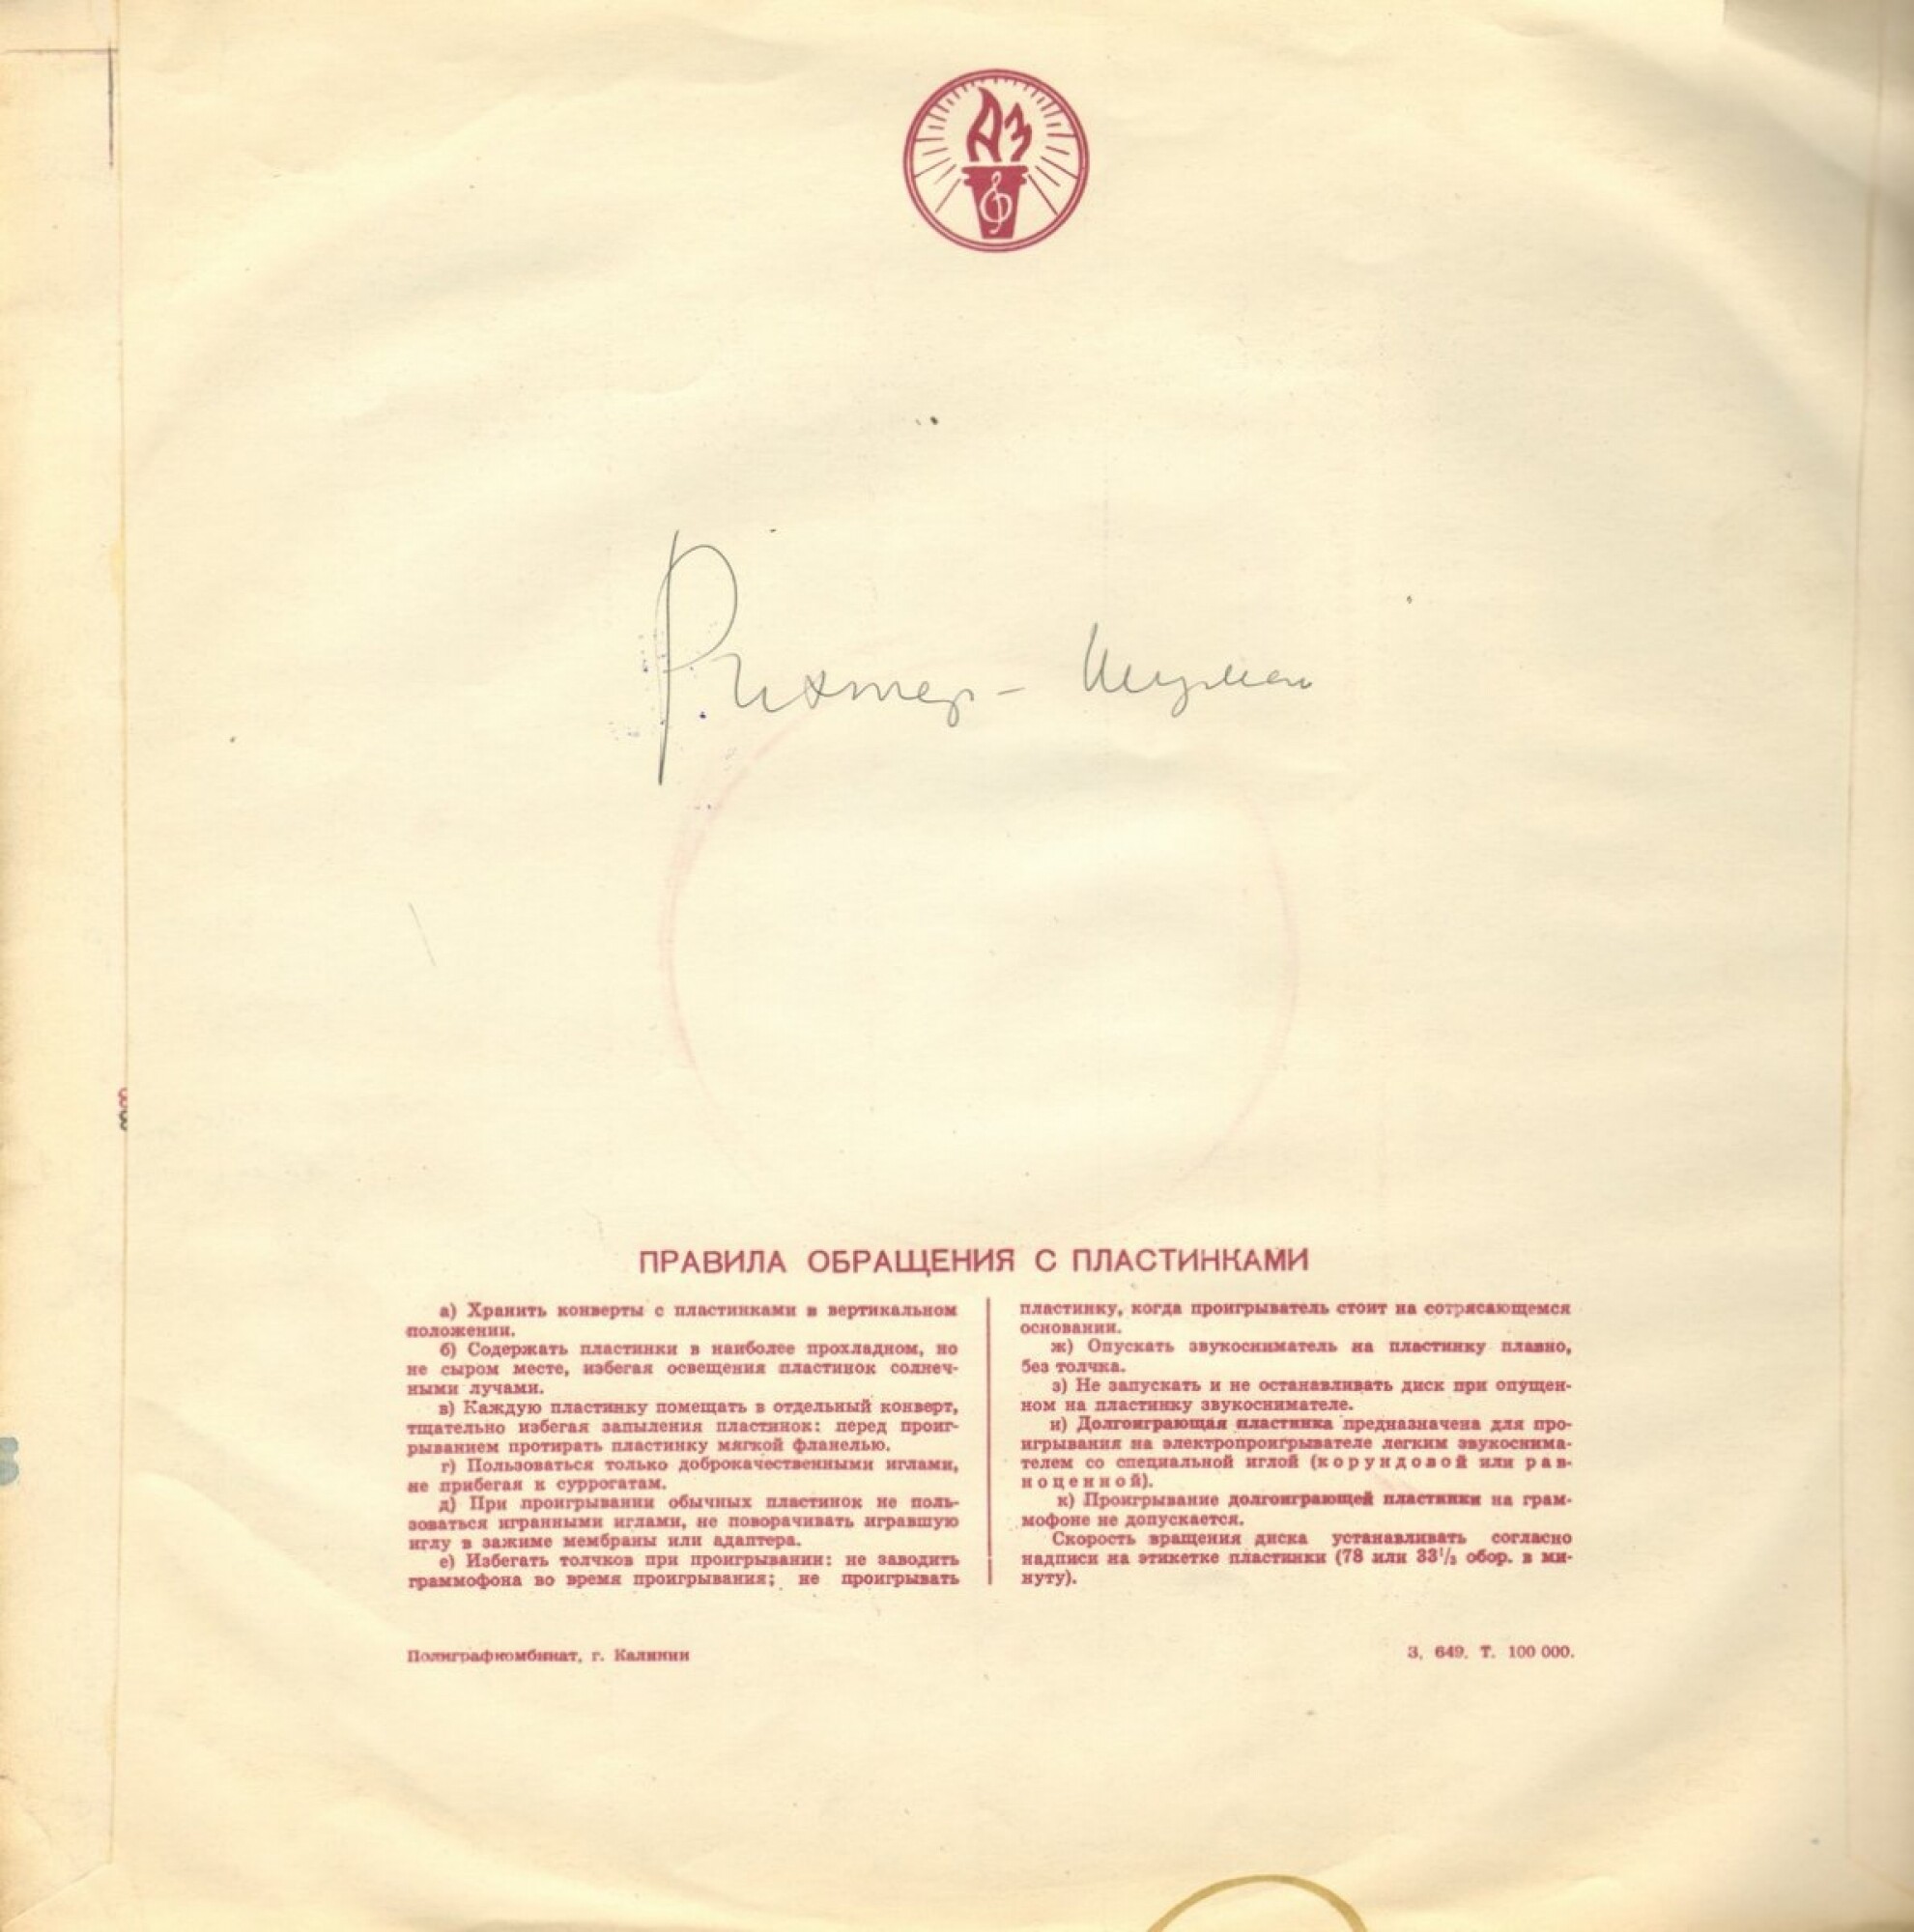 АЗ
Рихтер - Шуман
ПРАВИЛА ОБРАЩЕНИЯ С ПЛАСТИНКАМИ
а) Хранить конверты с пластинками в вертикальном
положении.
б) Содержать пластинки в наиболее прохладном, но
не сыром месте, избегая освещения пластинок солнеч-
ными лучами.
в) Каждую пластинку помещать в отдельный конверт,
тщательно избегая запыления пластинок: перед проиг-
рыванием протирать пластинку мягкой фланелью.
г) Пользоваться только доброкачественными иглами,
не прибегая к суррогатам.
д) При проигрывании обычных пластинок не поль-
зоваться игранными иглами, не поворачивать игравшую
иглу в зажиме мембраны или адаптера.
е) Избегать толчков при проигрывании: не заводить
граммофона во время проигрывания; не проигрывать
пластинку, когда проигрыватель стоит на сотрясающемся
основании.
ж) Опускать звукосниматель на пластинку плавно,
без толчка.
з) Не запускать и не останавливать диск при опущен-
ном на пластинку звукоснимателе.
и) Долгоиграющая пластинка предназначена для про-
игрывания на электропроигрывателе легким звукоснима-
телем со специальной иглой (корундовой или рав-
ноценной).
к) Проигрывание долгоиграющей пластинки на грам-
мофоне не допускается.
Скорость вращения диска устанавливать согласно
надписи на этикетке пластинки (78 или 33¹/₃ обор. в ми-
нуту).
Полиграфкомбинат, г. Калинин
З. 649. Т. 100 000.